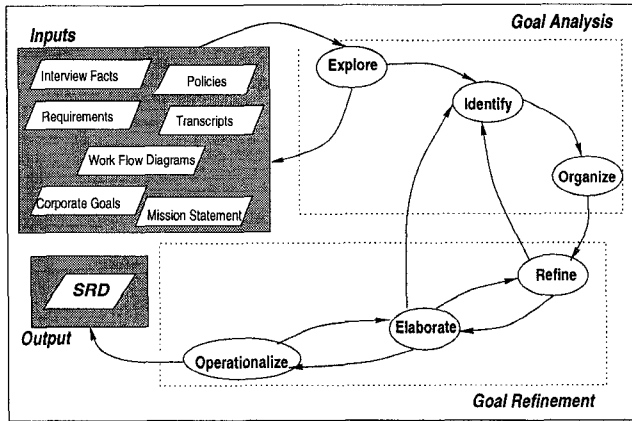 Inputs
Interview Facts
Policies
Requirements
Transcripts
Work Flow Diagrams
Corporate Goals
Mission Statement
Goal Analysis
Explore
Identify
Organize
Refine
Elaborate
Operationalize
Goal Refinement
SRD
Output